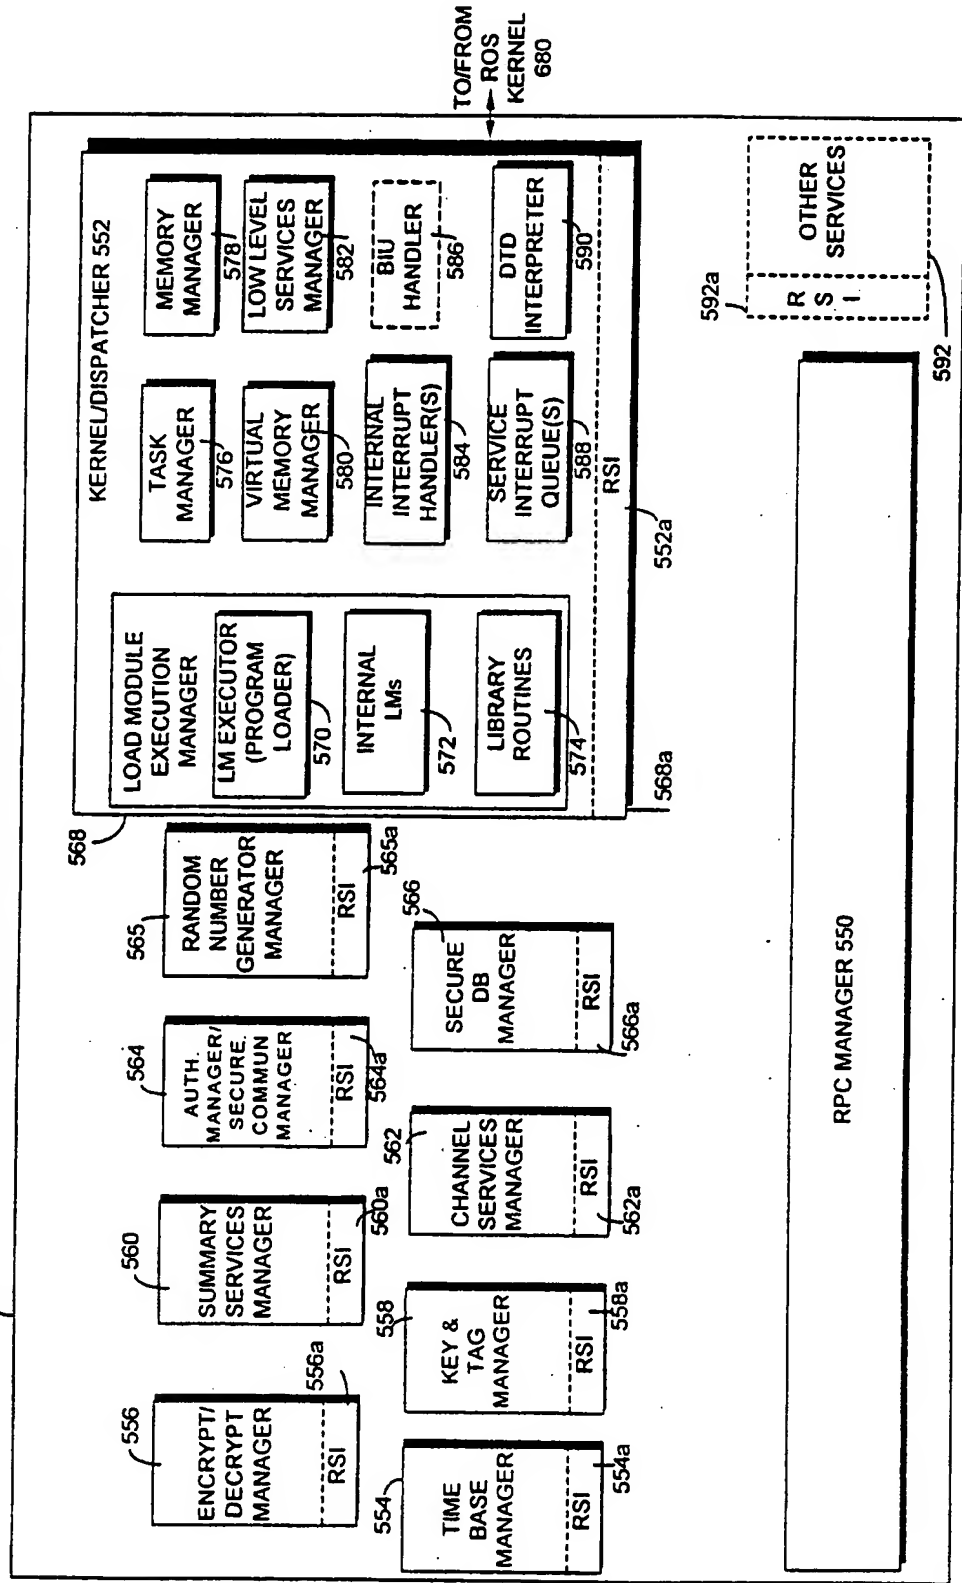 KERNEL/DISPATCHER 552
LOAD MODULE
EXECUTION
MANAGER
568
LM EXECUTOR
(PROGRAM
LOADER)
570
INTERNAL
LMs
572
LIBRARY
ROUTINES
574
568a
TASK
MANAGER
576
MEMORY
MANAGER
578
VIRTUAL
MEMORY
MANAGER
580
LOW LEVEL
SERVICES
MANAGER
582
INTERNAL
INTERRUPT
HANDLER(S)
584
BIU
HANDLER
586
SERVICE
INTERRUPT
QUEUE(S)
588
DTD
INTERPRETER
590
RSI
552a
TO/FROM
ROS
KERNEL
680
556
ENCRYPT/
DECRYPT
MANAGER
RSI
556a
560
SUMMARY
SERVICES
MANAGER
RSI
560a
564
AUTH.
MANAGER/
SECURE.
COMMUN
MANAGER
RSI
564a
565
RANDOM
NUMBER
GENERATOR
MANAGER
RSI
565a
554
TIME
BASE
MANAGER
RSI
554a
558
KEY &
TAG
MANAGER
RSI
558a
562
CHANNEL
SERVICES
MANAGER
RSI
562a
566
SECURE
DB
MANAGER
RSI
566a
RPC MANAGER 550
592a
R
S
I
OTHER
SERVICES
592